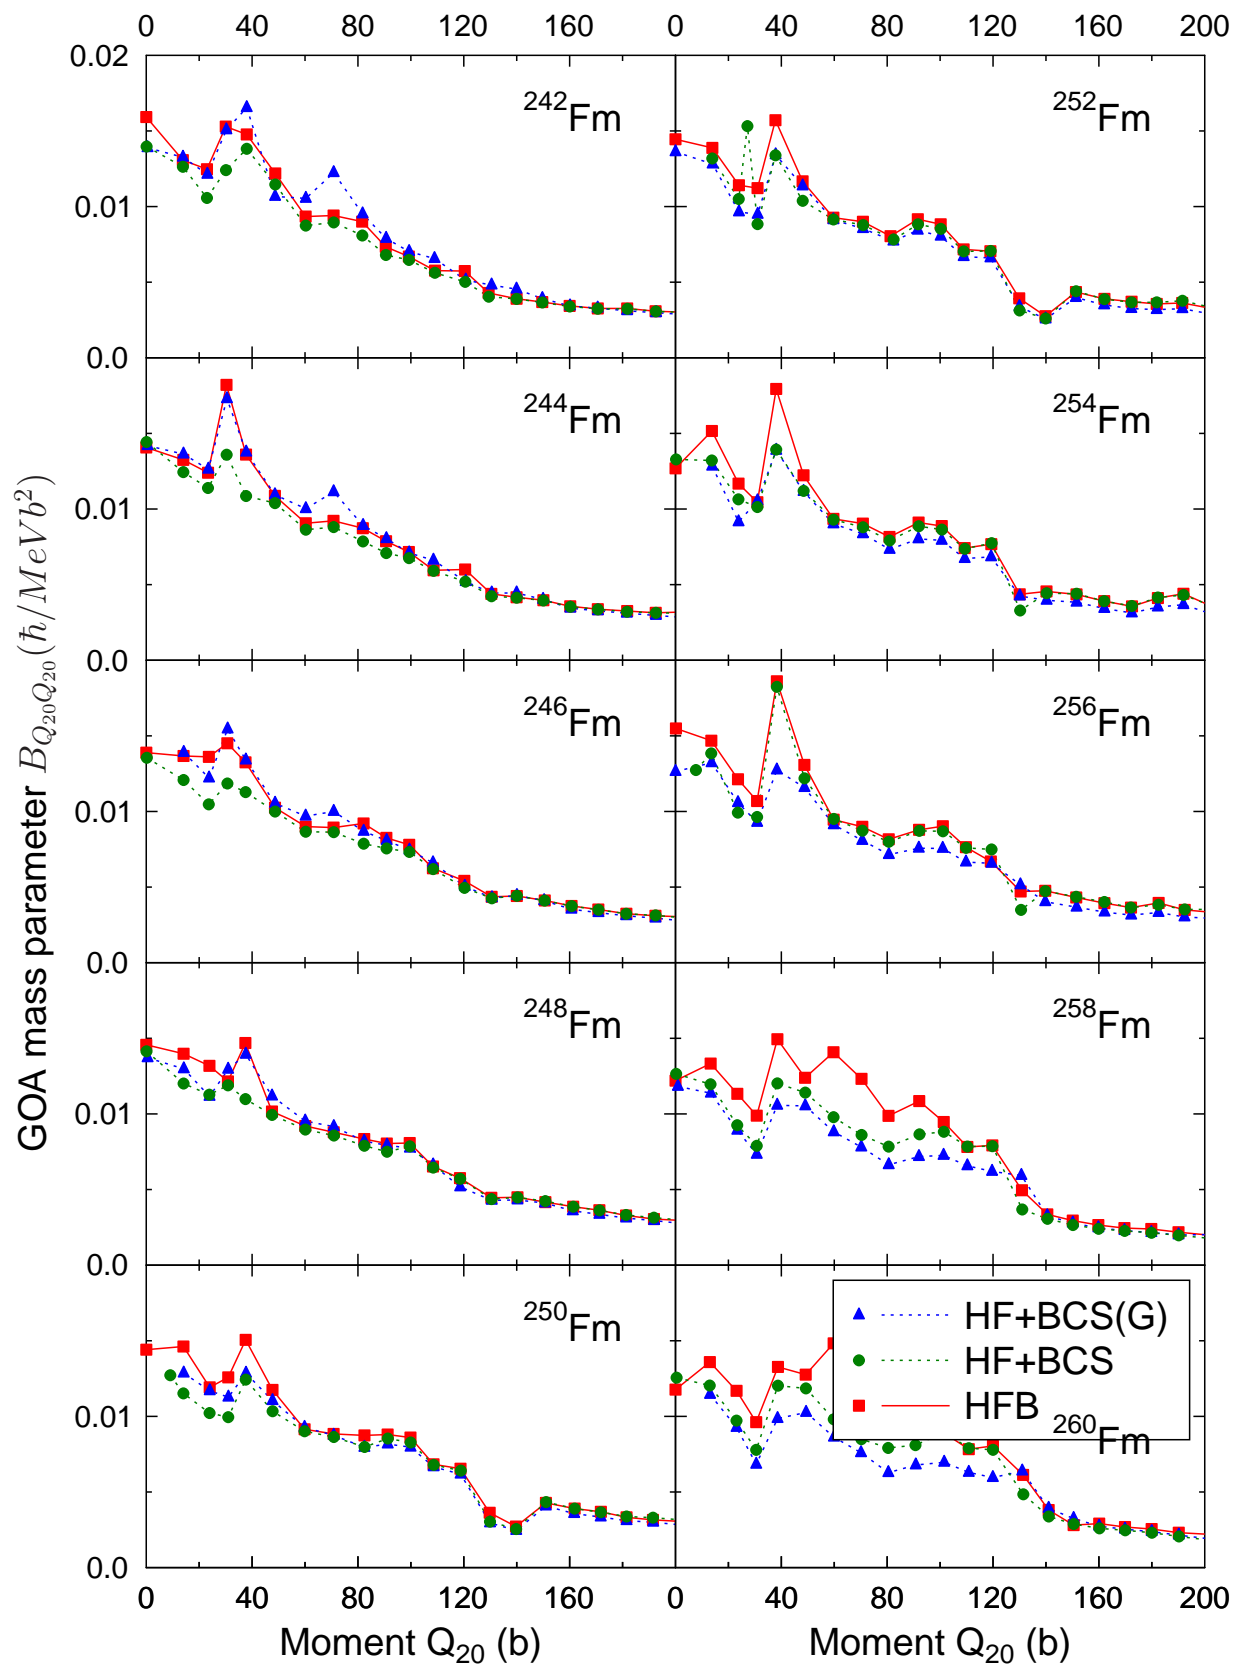 0 40 80 120 160 0 40 80 120 160 200
0.02
²⁴²Fm ²⁵²Fm
0.01
0.0
²⁴⁴Fm ²⁵⁴Fm
0.01
0.0
²⁴⁶Fm ²⁵⁶Fm
0.01
0.0
²⁴⁸Fm ²⁵⁸Fm
0.01
0.0
²⁵⁰Fm
HF+BCS(G)
HF+BCS
HFB
²⁶⁰Fm
0.01
0.0
0 40 80 120 160 0 40 80 120 160 200
Moment Q₂₀ (b) Moment Q₂₀ (b)
GOA mass parameter B_{Q₂₀Q₂₀}(ħ/MeVb²)